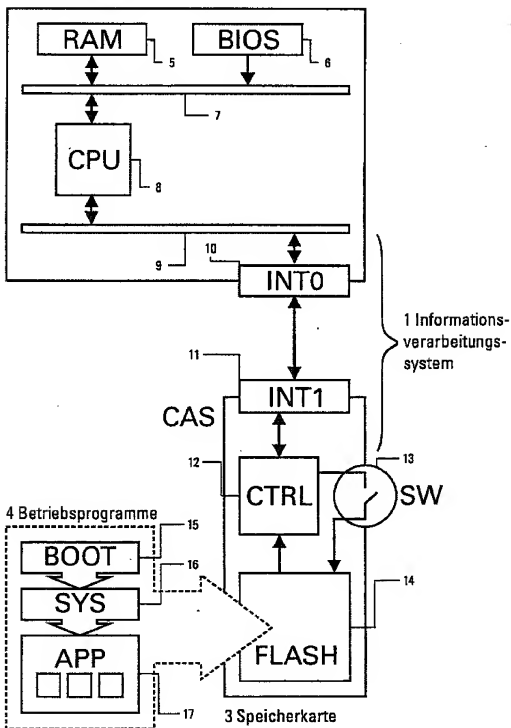 RAM
BIOS
5
6
7
CPU
8
9
10
INT0
1 Informations-
verarbeitungs-
system
11
INT1
CAS
13
12
CTRL
SW
4 Betriebsprogramme
15
BOOT
16
SYS
14
APP
FLASH
17
3 Speicherkarte